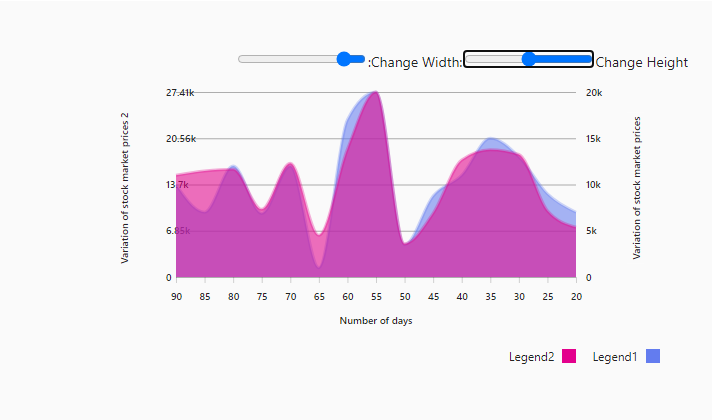 :Change Width:
Change Height
27.41k
20.56k
13.7k
6.85k
0
Variation of stock market prices 2
20k
15k
10k
5k
0
Variation of stock market prices
90 85 80 75 70 65 60 55 50 45 40 35 30 25 20
Number of days
Legend2 Legend1